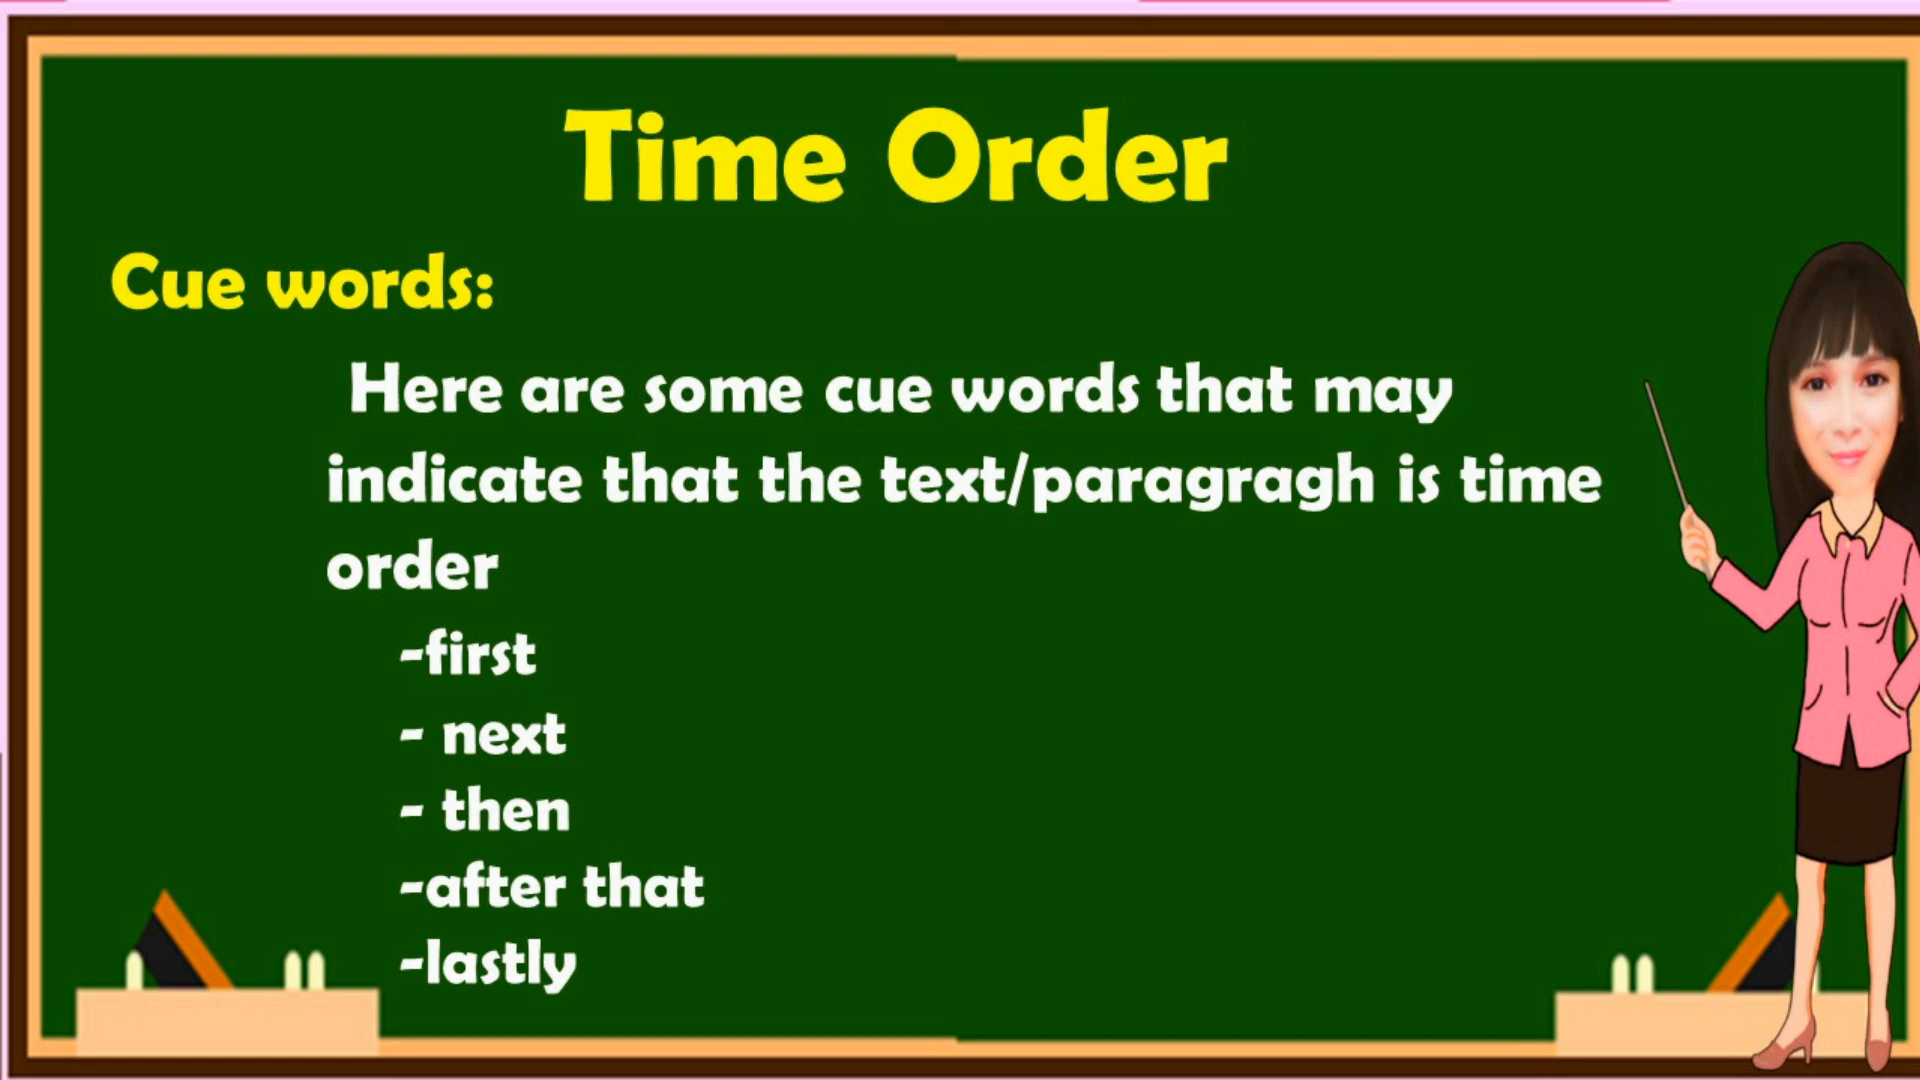 Time Order
Cue words:
Here are some cue words that may
indicate that the text/paragragh is time
order
-first
- next
- then
-after that
-lastly